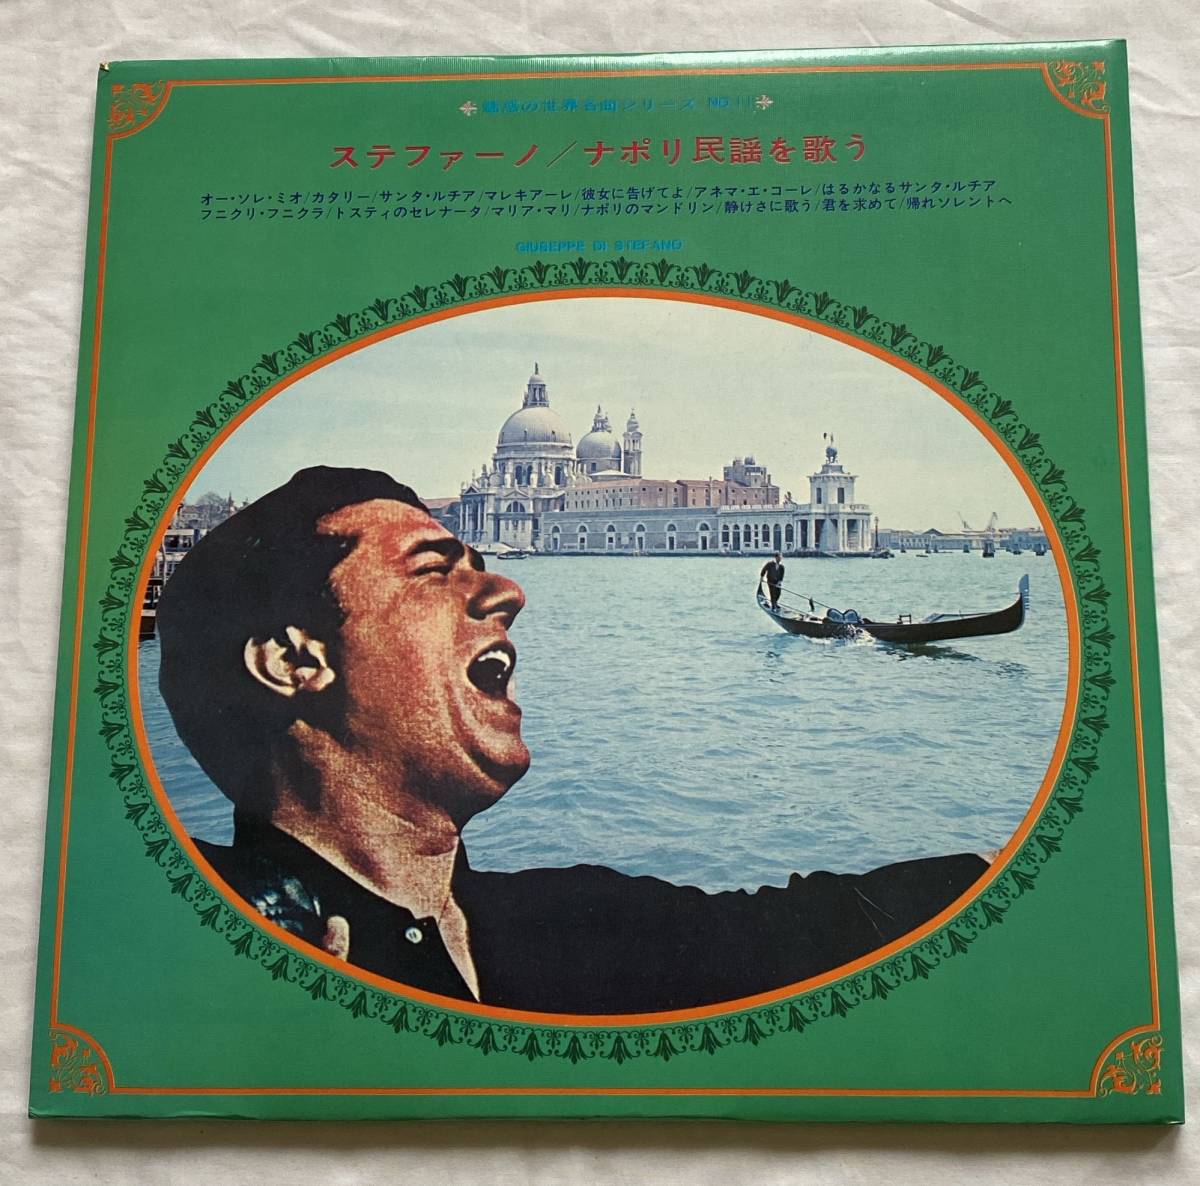 魅惑の世界名曲シリーズ NO.11
ステファーノ/ナポリ民謡を歌う
オー・ソレ・ミオ/カタリー/サンタ・ルチア/マレキアーレ/彼女に告げてよ/アネマ・エ・コーレ/はるかなるサンタ・ルチア
フニクリ・フニクラ/トスティのセレナータ/マリア・マリ/ナポリのマンドリン/静けさに歌う/君を求めて/帰れソレントへ
GIUSEPPE DI STEFANO